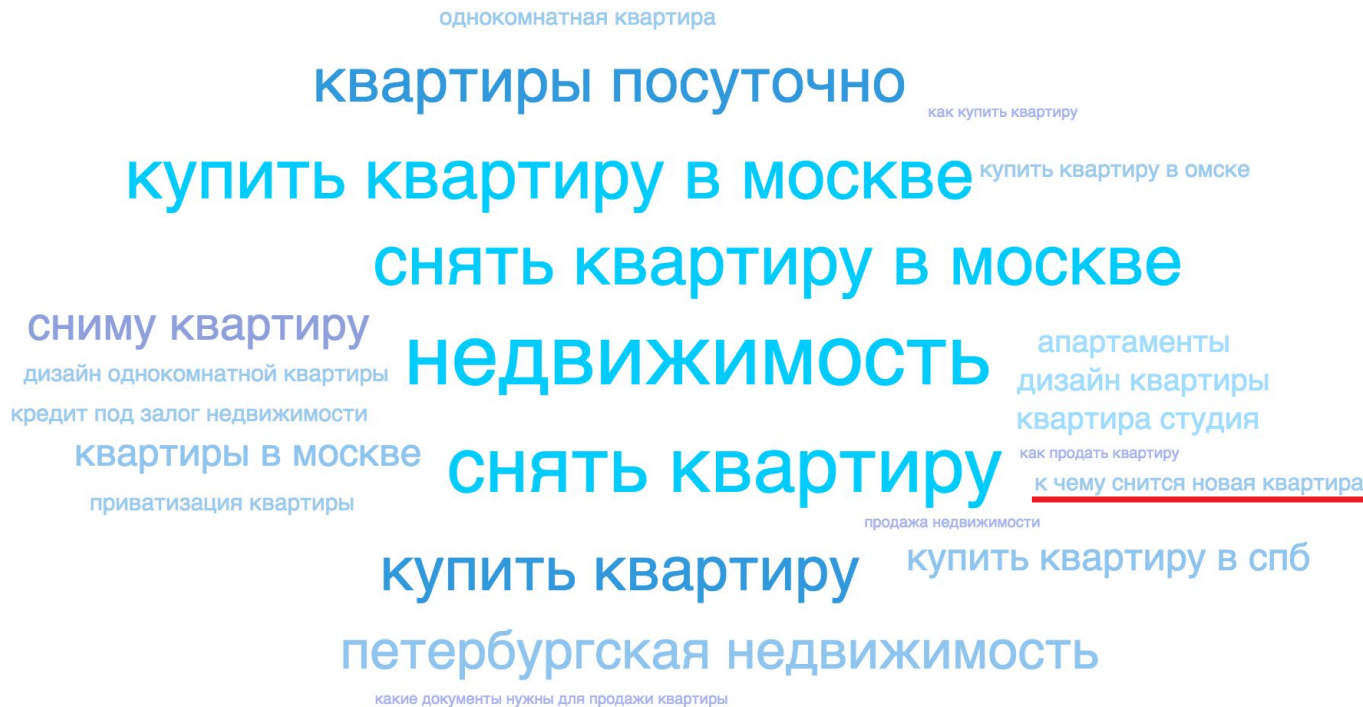 однокомнатная квартира
квартиры посуточно
как купить квартиру
купить квартиру в москве
купить квартиру в омске
снять квартиру в москве
сниму квартиру
недвижимость
апартаменты
дизайн однокомнатной квартиры
дизайн квартиры
кредит под залог недвижимости
квартира студия
квартиры в москве
снять квартиру
как продать квартиру
к чему снится новая квартира
приватизация квартиры
продажа недвижимости
купить квартиру
купить квартиру в спб
петербургская недвижимость
какие документы нужны для продажи квартиры